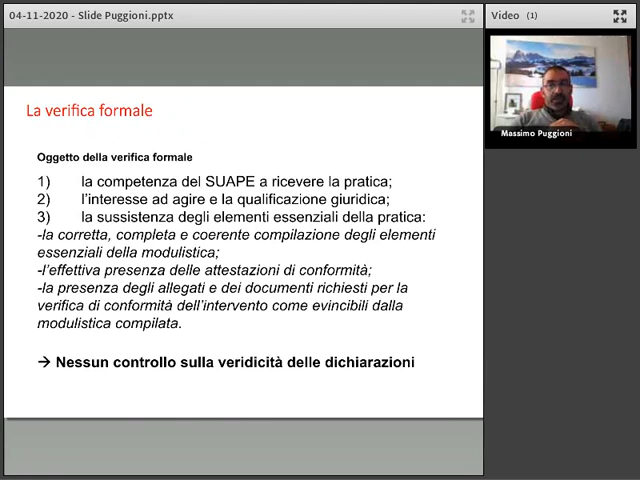 04-11-2020 - Slide Puggioni.pptx
Video (1)
Massimo Puggioni
La verifica formale
Oggetto della verifica formale
1) la competenza del SUAPE a ricevere la pratica;
2) l'interesse ad agire e la qualificazione giuridica;
3) la sussistenza degli elementi essenziali della pratica:
-la corretta, completa e coerente compilazione degli elementi
essenziali della modulistica;
-l'effettiva presenza delle attestazioni di conformità;
-la presenza degli allegati e dei documenti richiesti per la
verifica di conformità dell'intervento come evincibili dalla
modulistica compilata.
→ Nessun controllo sulla veridicità delle dichiarazioni